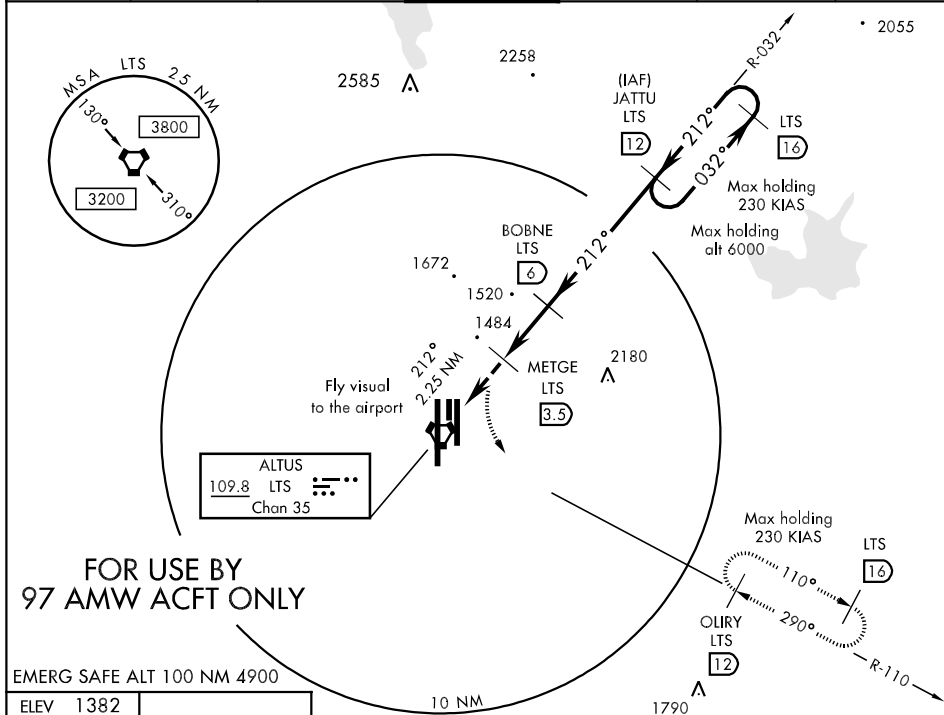 MSA LTS 25 NM
130°
3800
3200
310°
2585
2258
2055
R-032
(IAF)
JATTU
LTS
12
212°
032°
LTS
16
Max holding
230 KIAS
Max holding
alt 6000
BOBNE
LTS
6
212°
1672
1520
1484
212°
2.25 NM
Fly visual
to the airport
METGE
LTS
3.5
2180
ALTUS
109.8 LTS
Chan 35
FOR USE BY
97 AMW ACFT ONLY
Max holding
230 KIAS
LTS
16
110°
290°
OLIRY
LTS
12
R-110
1790
10 NM
EMERG SAFE ALT 100 NM 4900
ELEV 1382